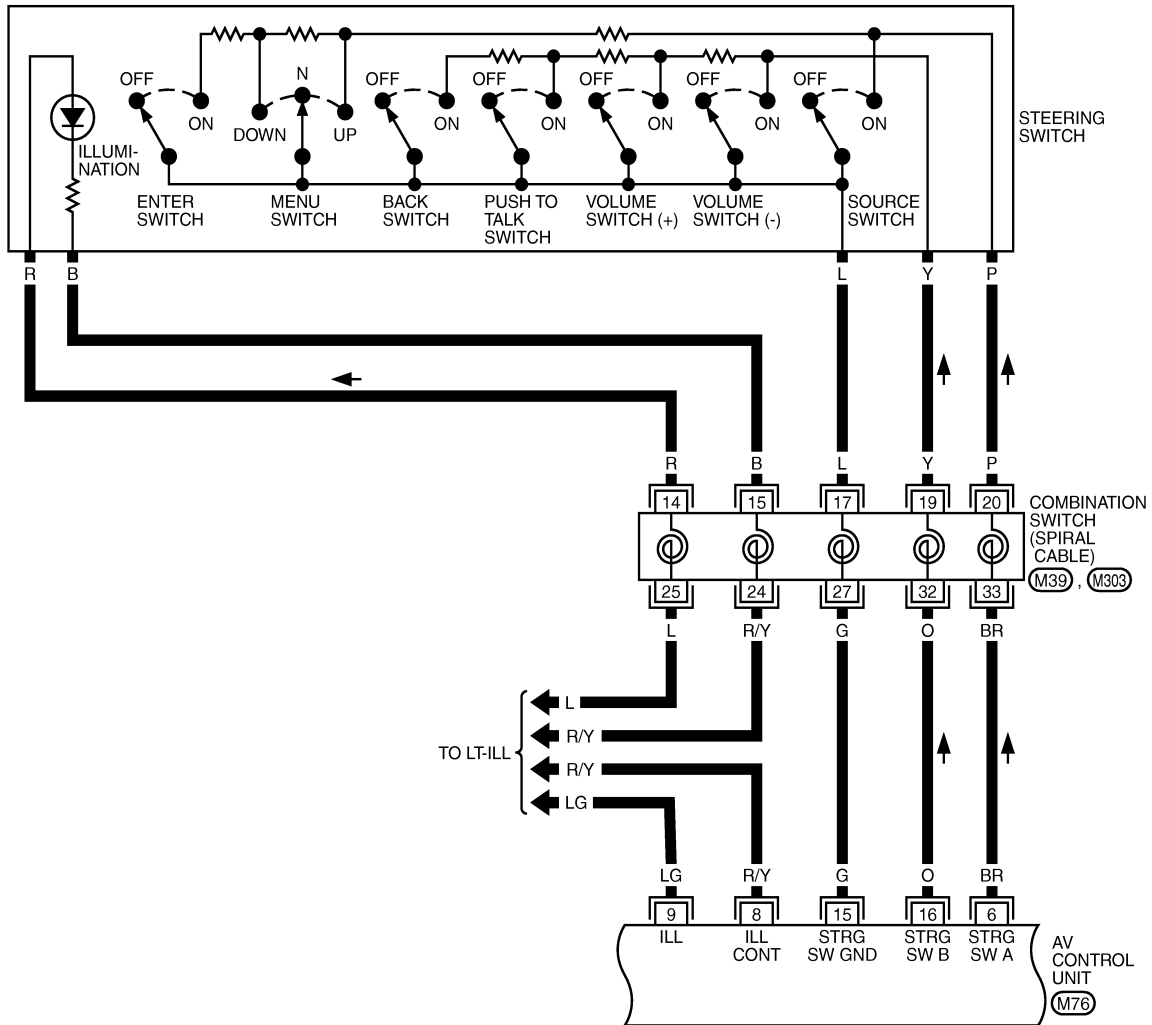 OFF
ON
DOWN
N
UP
OFF
ON
OFF
ON
OFF
ON
OFF
ON
OFF
ON
STEERING
SWITCH
ILLUMI-
NATION
ENTER
SWITCH
MENU
SWITCH
BACK
SWITCH
PUSH TO
TALK
SWITCH
VOLUME
SWITCH (+)
VOLUME
SWITCH (-)
SOURCE
SWITCH
R B L Y P
R B L Y P
14 15 17 19 20
COMBINATION
SWITCH
(SPIRAL
CABLE)
M39 , M303
25 24 27 32 33
L R/Y G O BR
L
R/Y
TO LT-ILL
R/Y
LG
LG R/Y G O BR
9 8 15 16 6
ILL
ILL
CONT
STRG
SW GND
STRG
SW B
STRG
SW A
AV
CONTROL
UNIT
M76